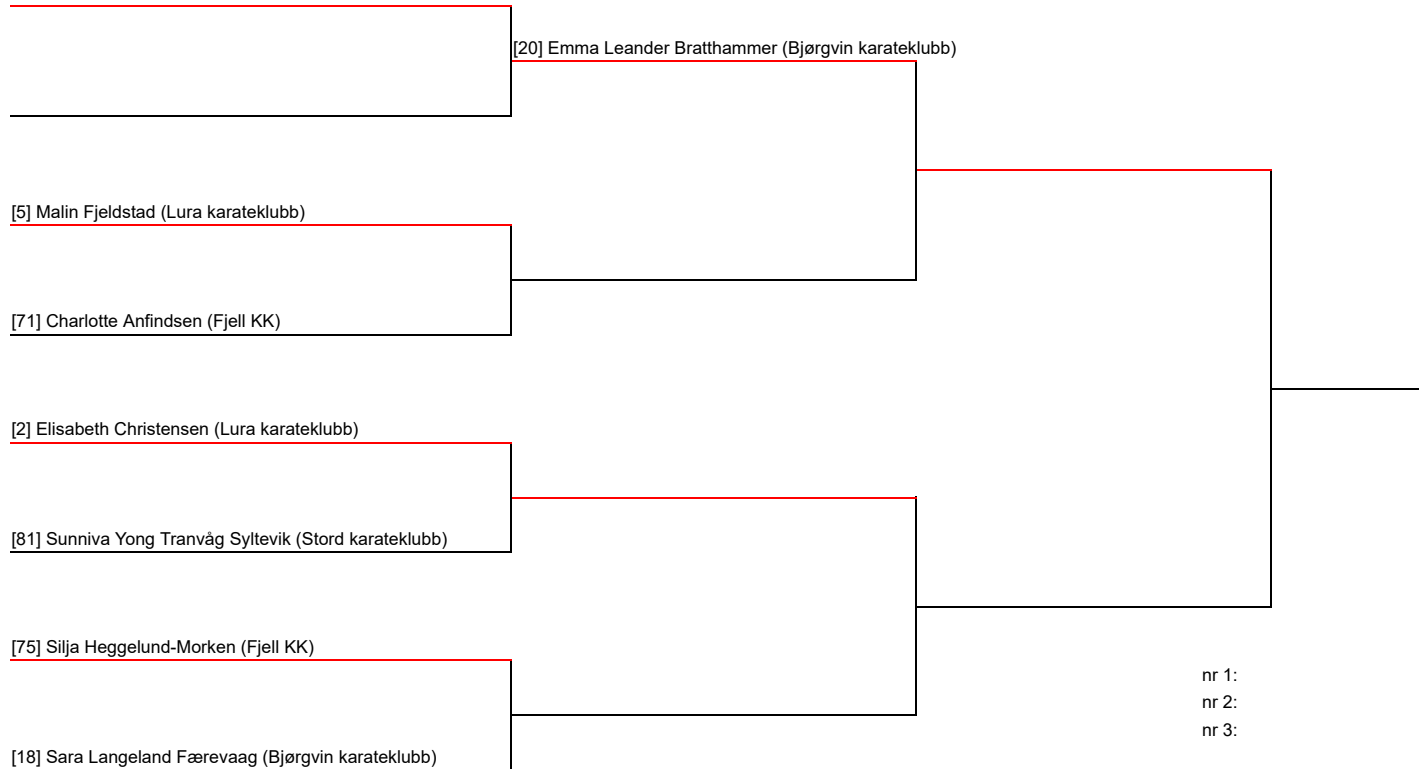 [20] Emma Leander Bratthammer (Bjørgvin karateklubb)
[5] Malin Fjeldstad (Lura karateklubb)
[71] Charlotte Anfindsen (Fjell KK)
[2] Elisabeth Christensen (Lura karateklubb)
[81] Sunniva Yong Tranvåg Syltevik (Stord karateklubb)
[75] Silja Heggelund-Morken (Fjell KK)
nr 1:
nr 2:
nr 3:
[18] Sara Langeland Færevaag (Bjørgvin karateklubb)